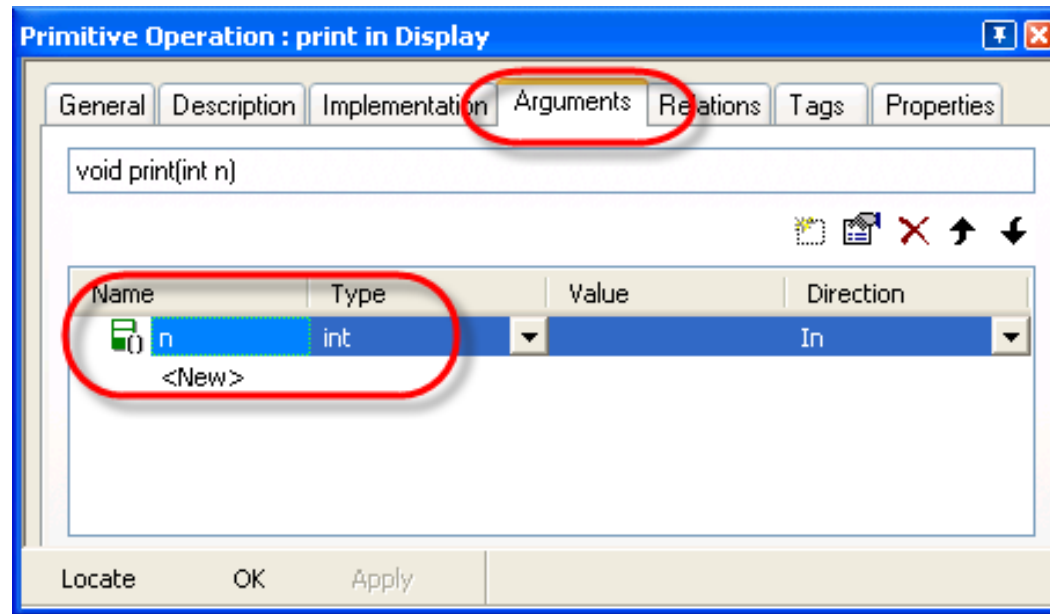 Primitive Operation : print in Display
General Description Implementation Arguments Relations Tags Properties
void print(int n)
Name Type Value Direction
n int In
<New>
Locate OK Apply